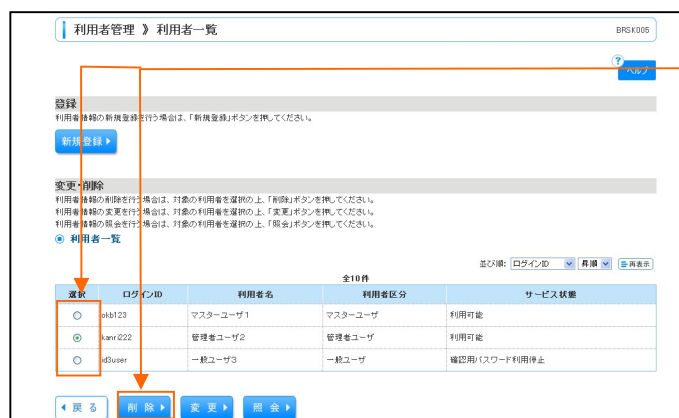 利用者管理 》 利用者一覧
BRSK005
?
ヘルプ
登録
利用者情報の新規登録を行う場合は、「新規登録」ボタンを押してください。
新規登録
変更・削除
利用者情報の削除を行う場合は、対象の利用者を選択の上、「削除」ボタンを押してください。
利用者情報の変更を行う場合は、対象の利用者を選択の上、「変更」ボタンを押してください。
利用者情報の照会を行う場合は、対象の利用者を選択の上、「照会」ボタンを押してください。
利用者一覧
並び順: ログインID 昇順 再表示
全10件
選択 ログインID 利用者名 利用者区分 サービス状態
okb123 マスターユーザ1 マスターユーザ 利用可能
kanri222 管理者ユーザ2 管理者ユーザ 利用可能
id3user 一般ユーザ3 一般ユーザ 確認用パスワード利用停止
戻る 削除 変更 照会